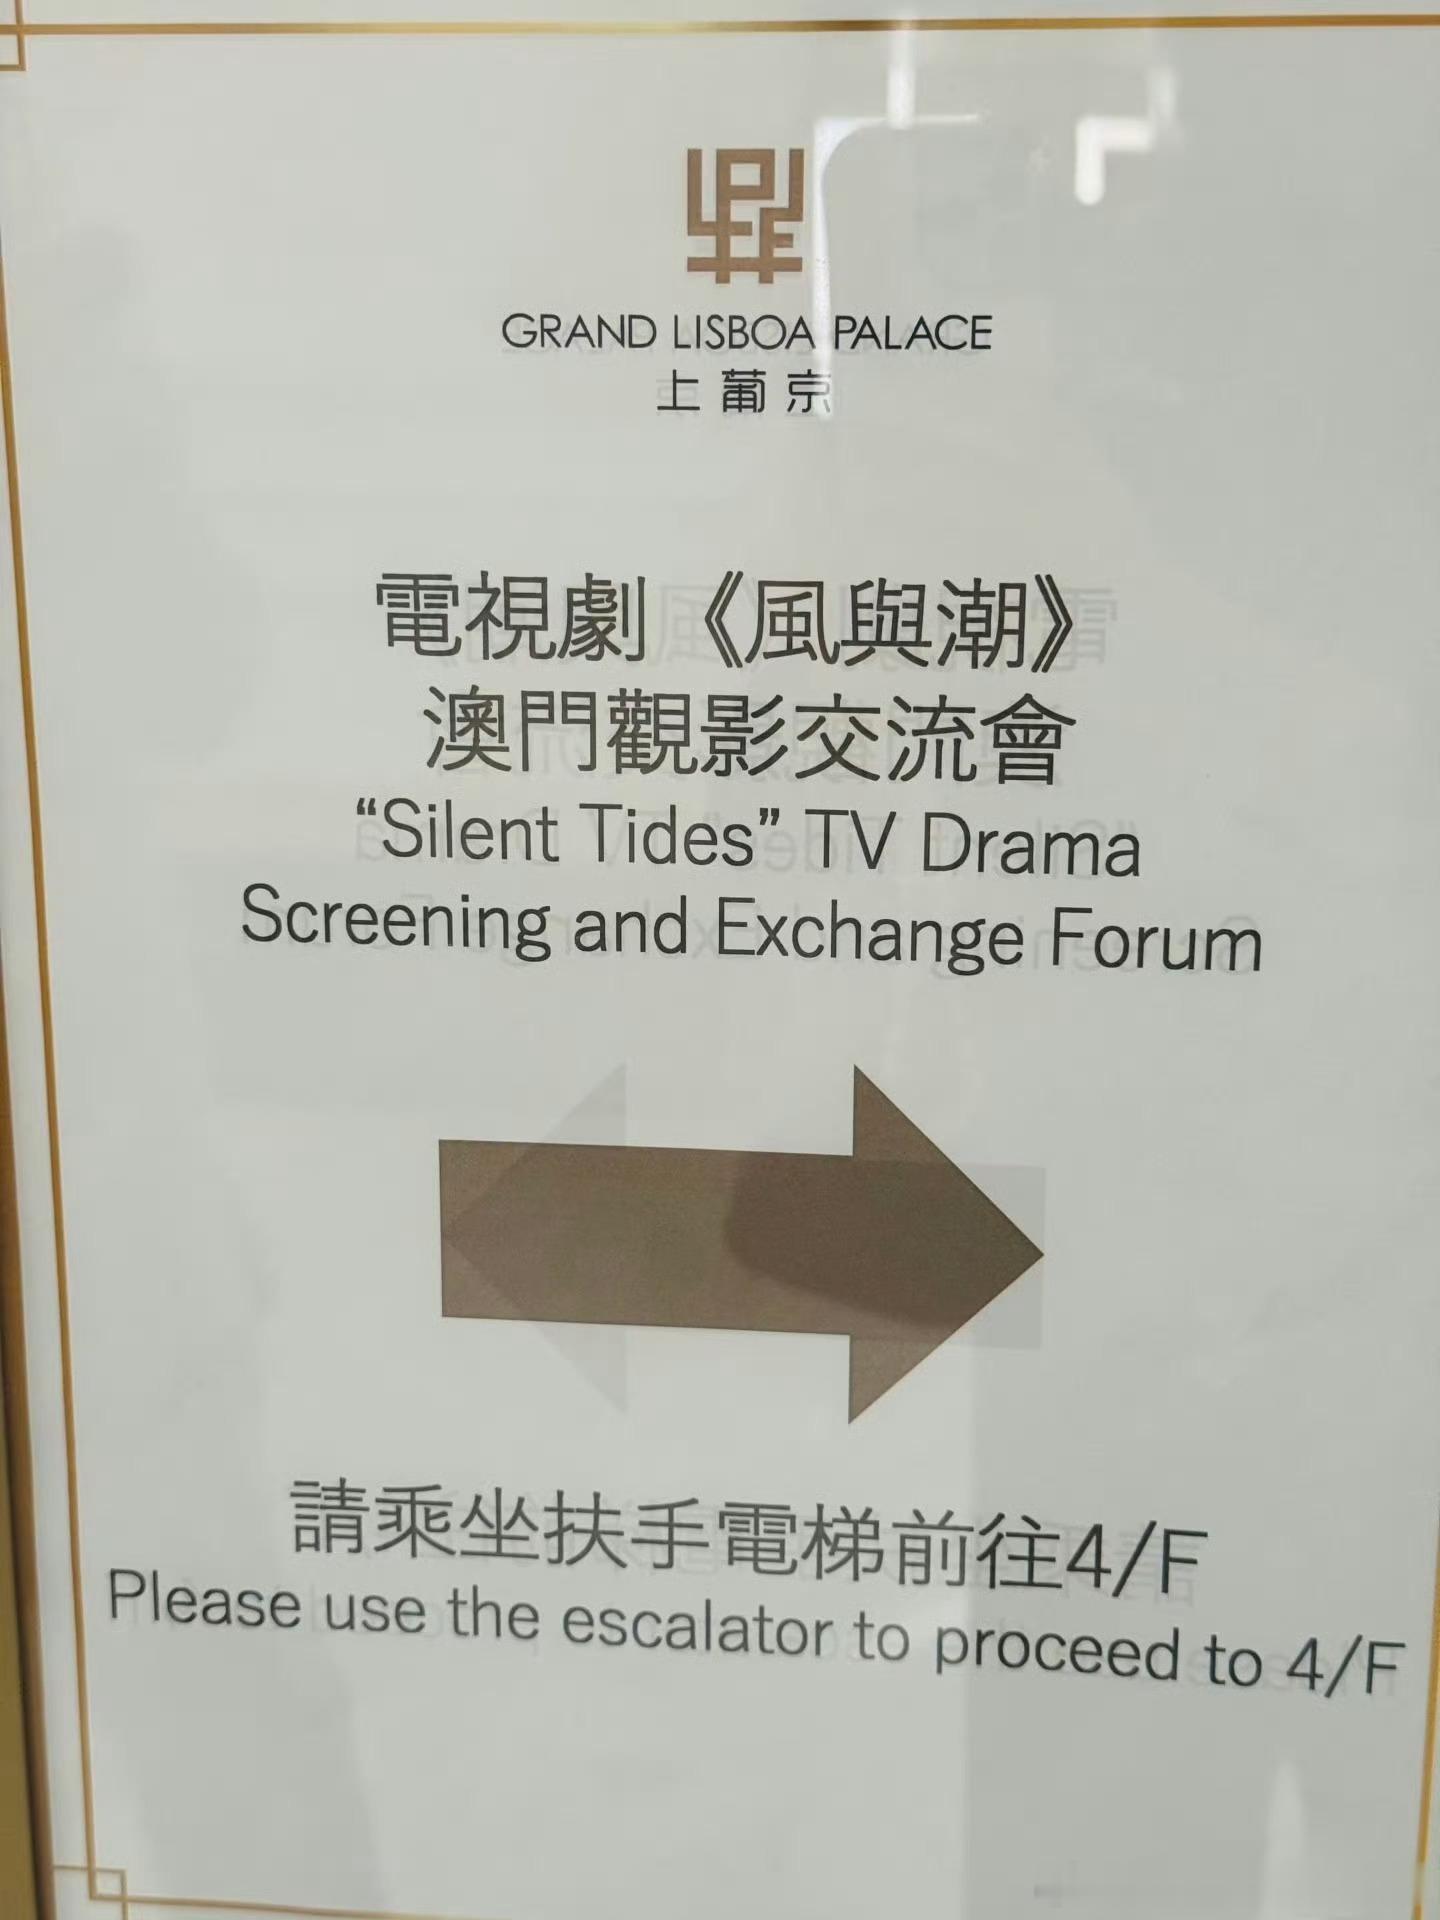 GRAND LISBOA PALACE
上葡京
電視劇《風與潮》
澳門觀影交流會
“Silent Tides” TV Drama
Screening and Exchange Forum
請乘坐扶手電梯前往4/F
Please use the escalator to proceed to 4/F